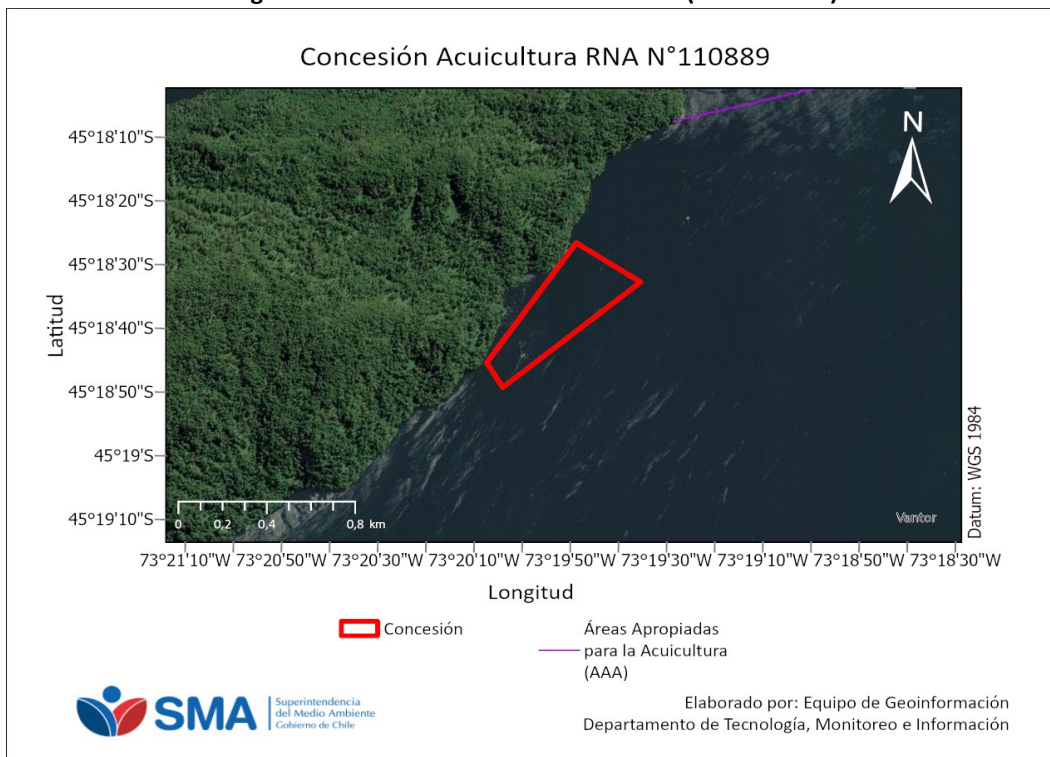 Concesión Acuicultura RNA N°110889
N
45°18'10"S
45°18'20"S
45°18'30"S
45°18'40"S
45°18'50"S
45°19'S
45°19'10"S
Latitud
0 0,2 0,4 0,8 km
Vantor
Datum: WGS 1984
73°21'10"W 73°20'50"W 73°20'30"W 73°20'10"W 73°19'50"W 73°19'30"W 73°19'10"W 73°18'50"W 73°18'30"W
Longitud
Concesión
Áreas Apropiadas
para la Acuicultura
(AAA)
SMA
Superintendencia
del Medio Ambiente
Gobierno de Chile
Elaborado por: Equipo de Geoinformación
Departamento de Tecnología, Monitoreo e Información